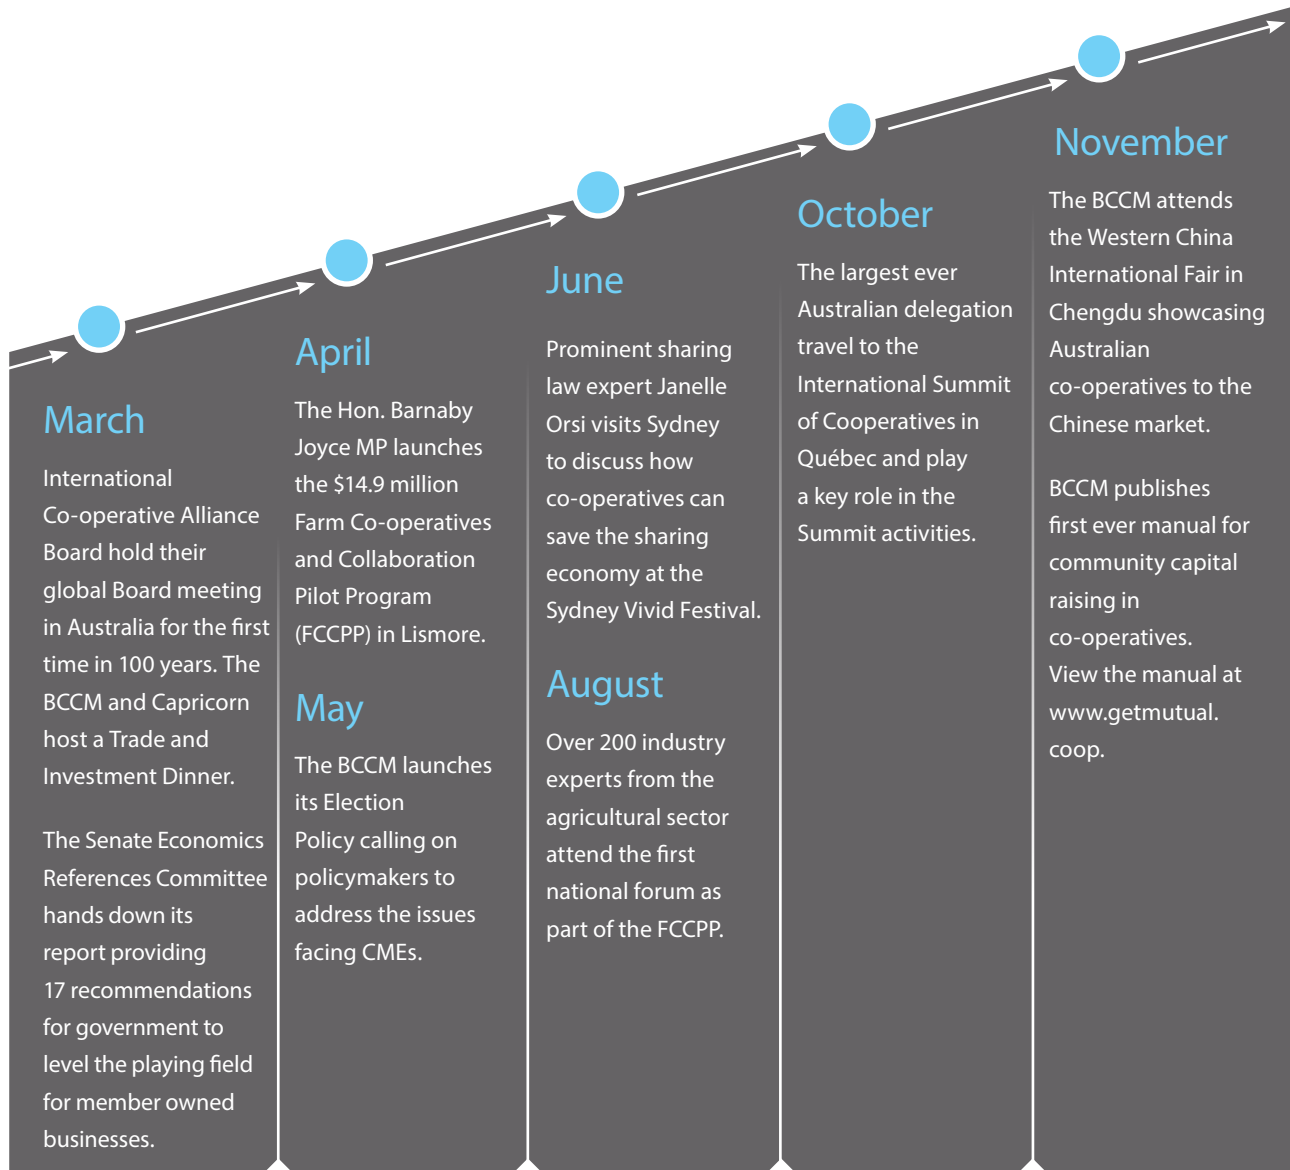 March
International
Co-operative Alliance
Board hold their
global Board meeting
in Australia for the first
time in 100 years. The
BCCM and Capricorn
host a Trade and
Investment Dinner.
The Senate Economics
References Committee
hands down its
report providing
17 recommendations
for government to
level the playing field
for member owned
businesses.
April
The Hon. Barnaby
Joyce MP launches
the $14.9 million
Farm Co-operatives
and Collaboration
Pilot Program
(FCCPP) in Lismore.
May
The BCCM launches
its Election
Policy calling on
policymakers to
address the issues
facing CMEs.
June
Prominent sharing
law expert Janelle
Orsi visits Sydney
to discuss how
co-operatives can
save the sharing
economy at the
Sydney Vivid Festival.
August
Over 200 industry
experts from the
agricultural sector
attend the first
national forum as
part of the FCCPP.
October
The largest ever
Australian delegation
travel to the
International Summit
of Cooperatives in
Québec and play
a key role in the
Summit activities.
November
The BCCM attends
the Western China
International Fair in
Chengdu showcasing
Australian
co-operatives to the
Chinese market.
BCCM publishes
first ever manual for
community capital
raising in
co-operatives.
View the manual at
www.getmutual.
coop.